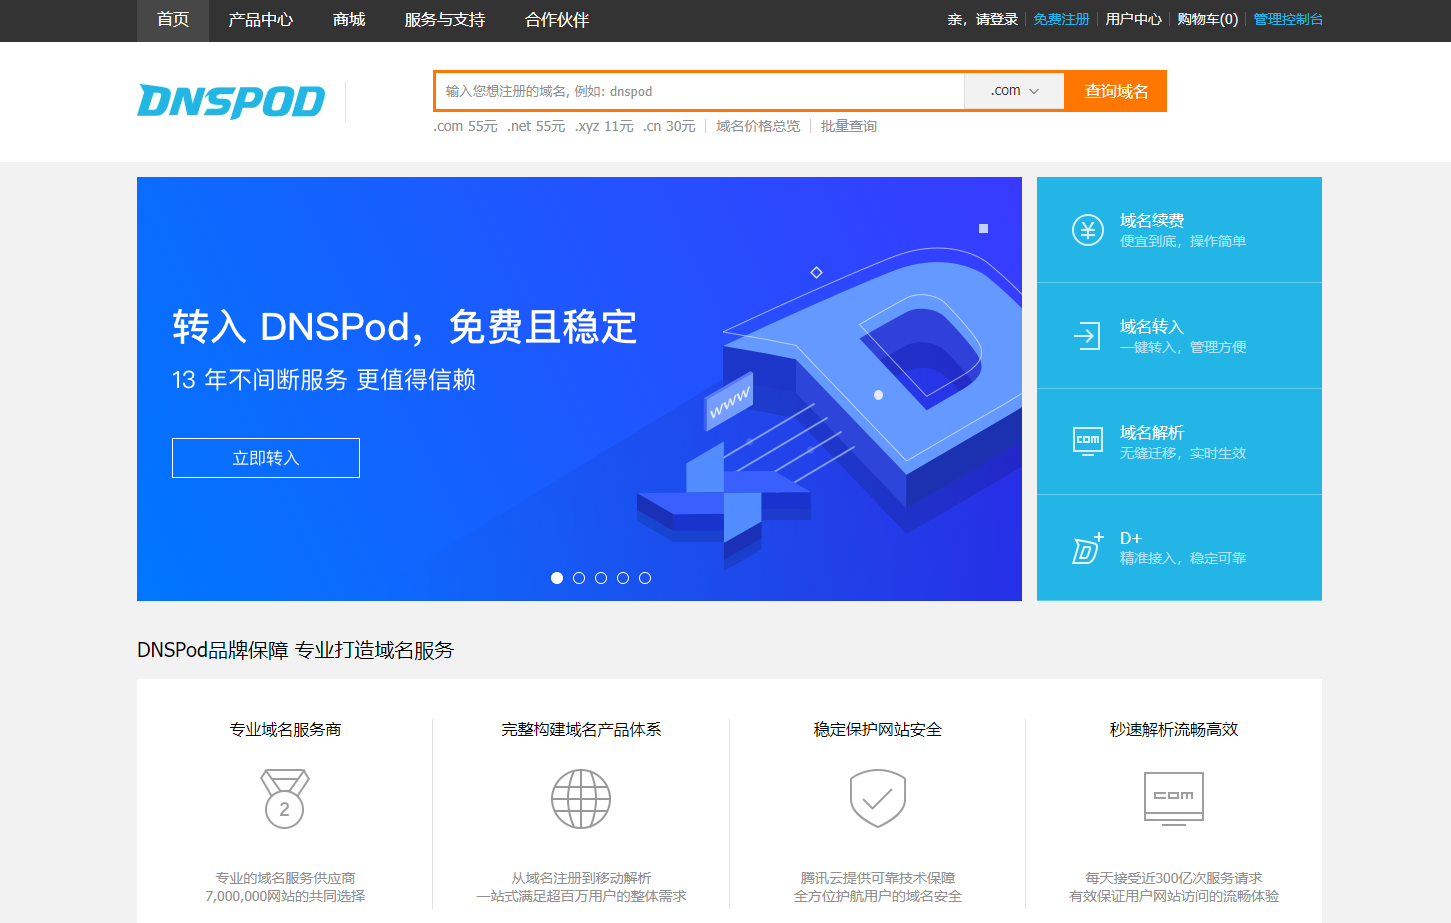 首页 产品中心 商城 服务与支持 合作伙伴 亲，请登录 免费注册 用户中心 购物车(0) 管理控制台
DNSPOD
输入您想注册的域名, 例如: dnspod .com 查询域名
.com 55元 .net 55元 .xyz 11元 .cn 30元 域名价格总览 批量查询
转入 DNSPod，免费且稳定
13 年不间断服务 更值得信赖
立即转入
www
域名续费
便宜到底，操作简单
域名转入
一键转入，管理方便
COM
域名解析
无缝迁移，实时生效
D+
D+
精准接入，稳定可靠
DNSPod品牌保障 专业打造域名服务
专业域名服务商
2
专业的域名服务供应商
7,000,000网站的共同选择
完整构建域名产品体系
从域名注册到移动解析
一站式满足超百万用户的整体需求
稳定保护网站安全
腾讯云提供可靠技术保障
全方位护航用户的域名安全
秒速解析流畅高效
COM
每天接受近300亿次服务请求
有效保证用户网站访问的流畅体验